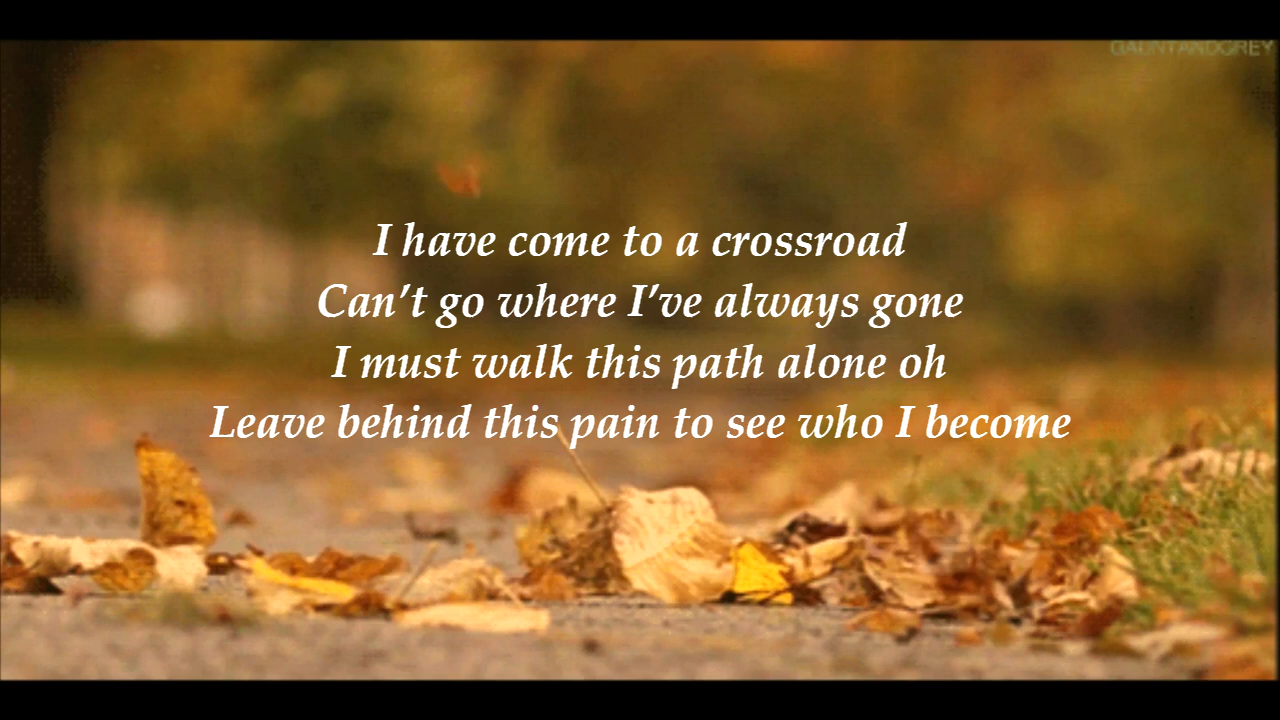 GAUNTANDGREY
I have come to a crossroad
Can’t go where I’ve always gone
I must walk this path alone oh
Leave behind this pain to see who I become